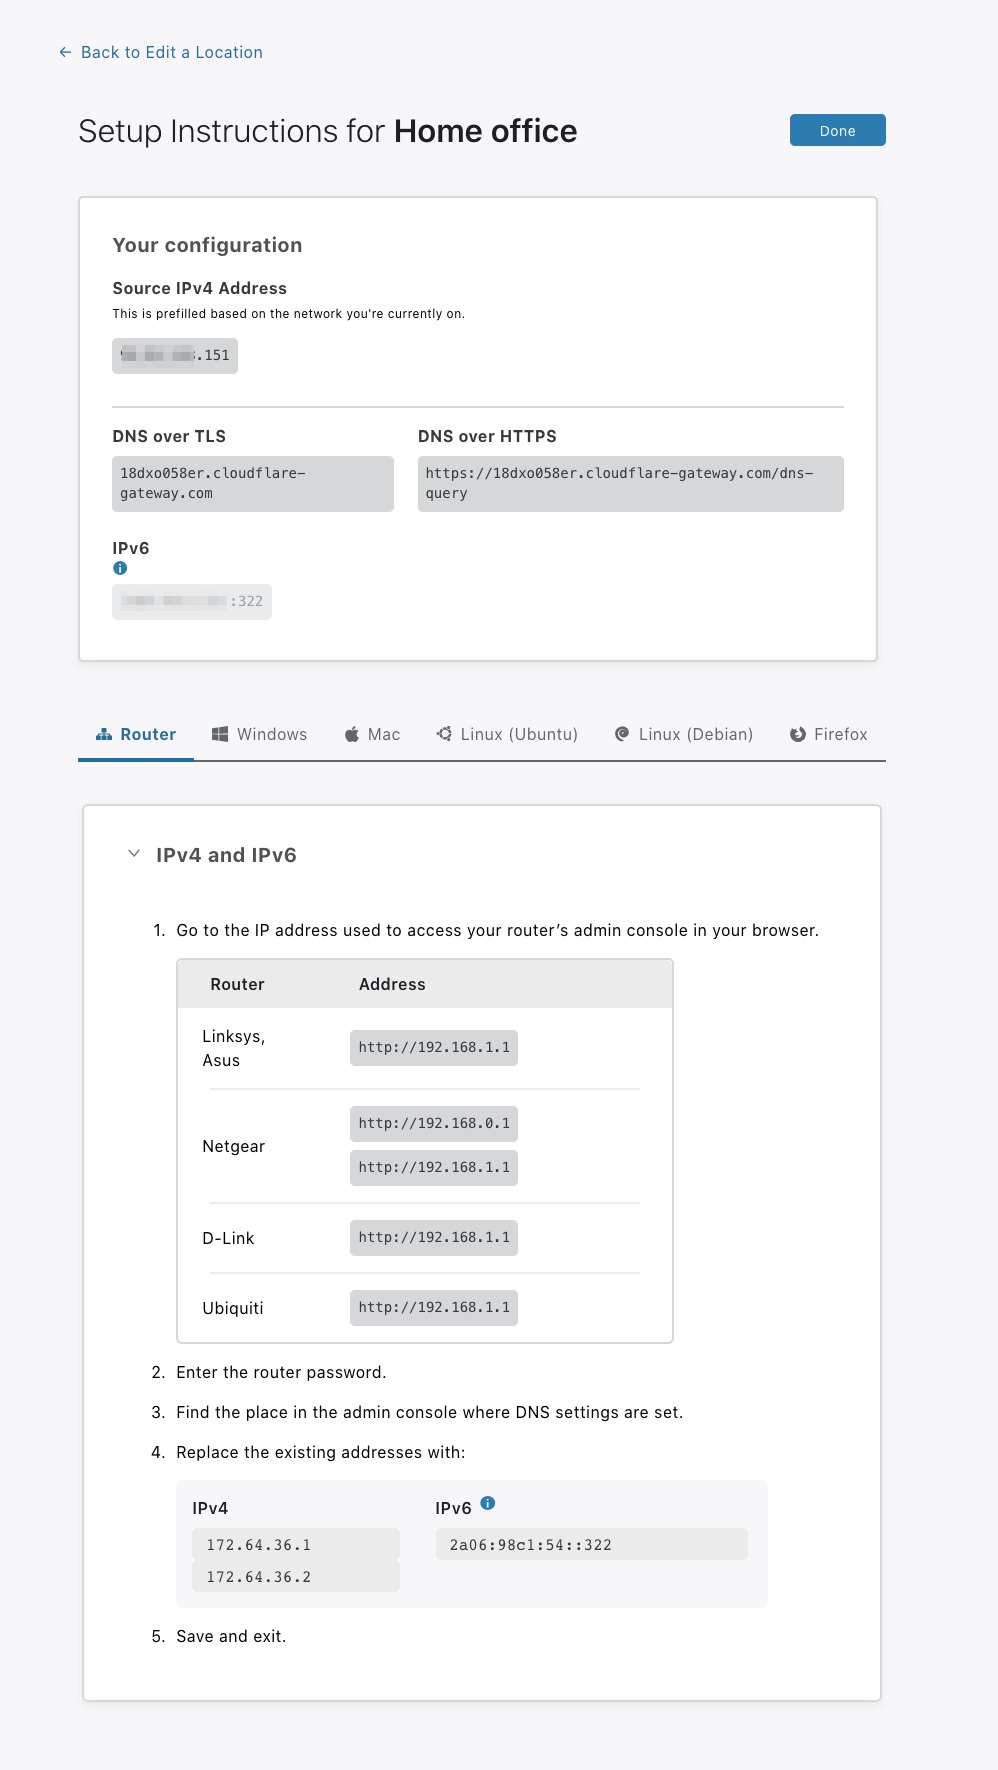 ← Back to Edit a Location
Setup Instructions for Home office
Done
Your configuration
Source IPv4 Address
This is prefilled based on the network you're currently on.
.151
DNS over TLS
18dxo058er.cloudflare-
gateway.com
DNS over HTTPS
https://18dxo058er.cloudflare-gateway.com/dns-
query
IPv6
:322
Router
Windows
Mac
Linux (Ubuntu)
Linux (Debian)
Firefox
IPv4 and IPv6
1. Go to the IP address used to access your router’s admin console in your browser.
Router Address
Linksys,
Asus
http://192.168.1.1
Netgear
http://192.168.0.1
http://192.168.1.1
D-Link
http://192.168.1.1
Ubiquiti
http://192.168.1.1
2. Enter the router password.
3. Find the place in the admin console where DNS settings are set.
4. Replace the existing addresses with:
IPv4
172.64.36.1
172.64.36.2
IPv6
2a06:98c1:54::322
5. Save and exit.